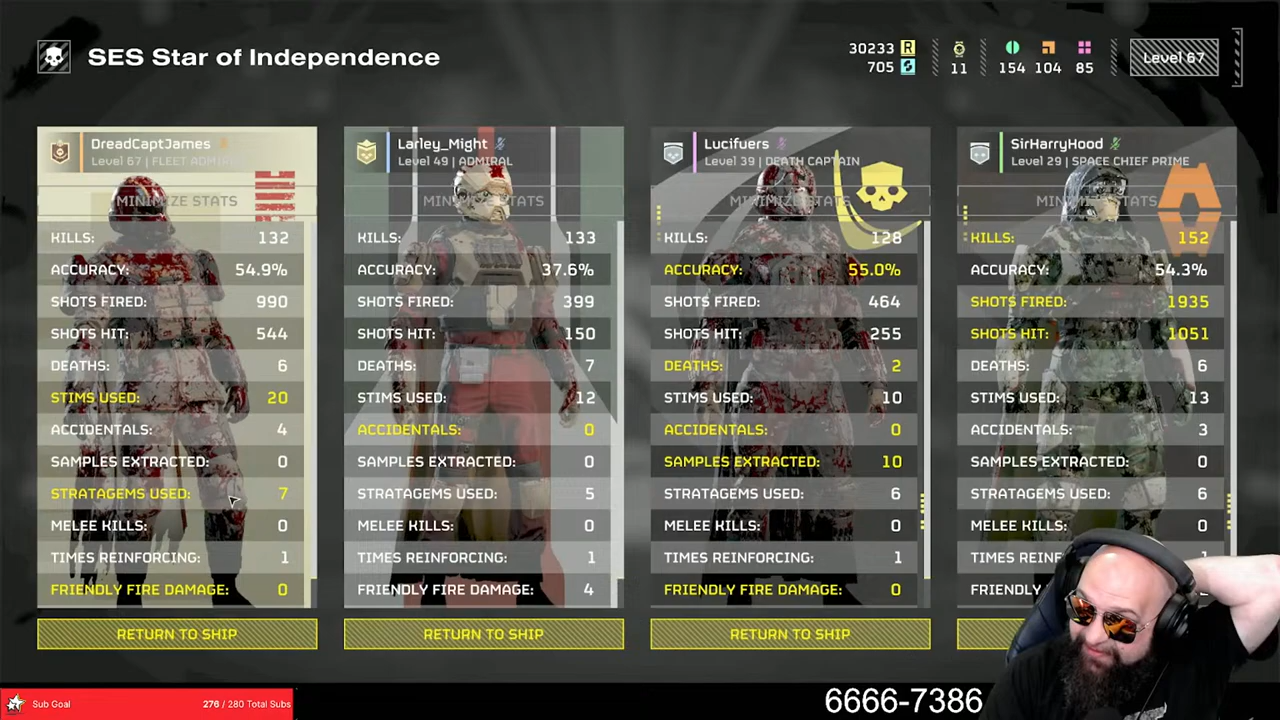 SES Star of Independence
30233
705
11
154
104
85
Level 67
DreadCaptJames
Level 67 | FLEET ADMIRAL
MINIMIZE STATS
KILLS: 132
ACCURACY: 54.9%
SHOTS FIRED: 990
SHOTS HIT: 544
DEATHS: 6
STIMS USED: 20
ACCIDENTALS: 4
SAMPLES EXTRACTED: 0
STRATAGEMS USED: 7
MELEE KILLS: 0
TIMES REINFORCING: 1
FRIENDLY FIRE DAMAGE: 0
RETURN TO SHIP
Larley_Might
Level 49 | ADMIRAL
MINIMIZE STATS
KILLS: 133
ACCURACY: 37.6%
SHOTS FIRED: 399
SHOTS HIT: 150
DEATHS: 7
STIMS USED: 12
ACCIDENTALS: 0
SAMPLES EXTRACTED: 0
STRATAGEMS USED: 5
MELEE KILLS: 0
TIMES REINFORCING: 1
FRIENDLY FIRE DAMAGE: 4
RETURN TO SHIP
Lucifuers
Level 39 | DEATH CAPTAIN
MINIMIZE STATS
KILLS: 128
ACCURACY: 55.0%
SHOTS FIRED: 464
SHOTS HIT: 255
DEATHS: 2
STIMS USED: 10
ACCIDENTALS: 0
SAMPLES EXTRACTED: 10
STRATAGEMS USED: 6
MELEE KILLS: 0
TIMES REINFORCING: 1
FRIENDLY FIRE DAMAGE: 0
RETURN TO SHIP
SirHarryHood
Level 29 | SPACE CHIEF PRIME
MINIMIZE STATS
KILLS: 152
ACCURACY: 54.3%
SHOTS FIRED: 1935
SHOTS HIT: 1051
DEATHS: 6
STIMS USED: 13
ACCIDENTALS: 3
SAMPLES EXTRACTED: 0
STRATAGEMS USED: 6
MELEE KILLS: 0
TIMES REINF
FRIENDLY
Sub Goal
276 / 280 Total Subs
6666-7386